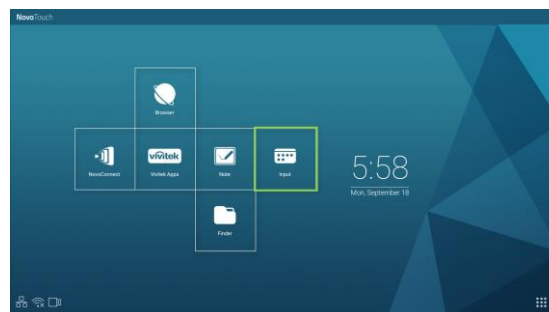 NovoTouch
Browser
NovoConnect
vivitek
Vivitek Apps
Note
Input
Finder
5:58
Mon, September 18